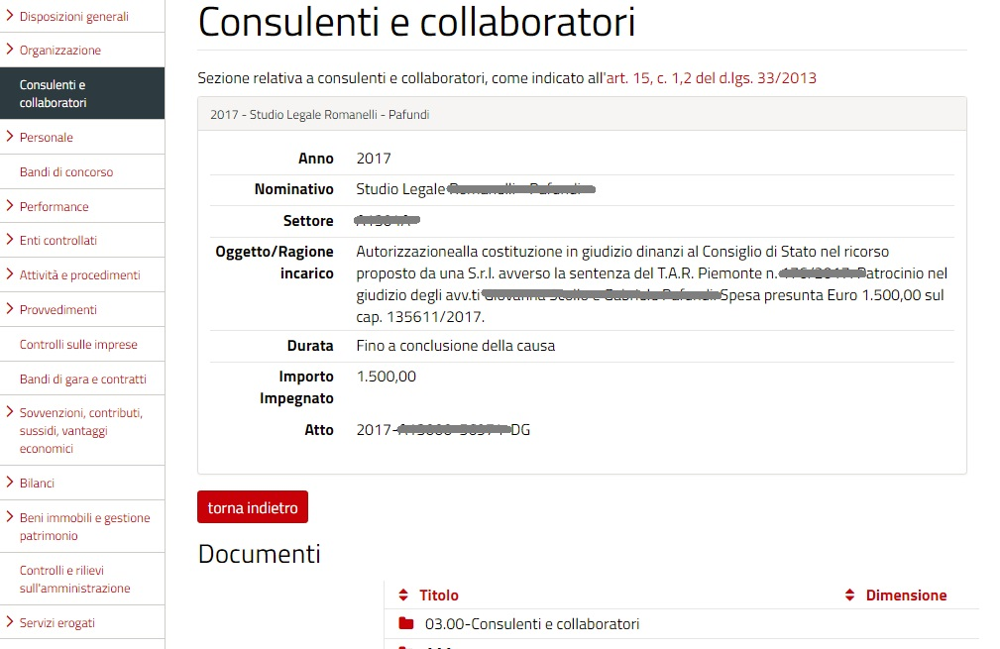 Disposizioni generali
Organizzazione
Consulenti e
collaboratori
Personale
Bandi di concorso
Performance
Enti controllati
Attività e procedimenti
Provvedimenti
Controlli sulle imprese
Bandi di gara e contratti
Sovvenzioni, contributi,
sussidi, vantaggi
economici
Bilanci
Beni immobili e gestione
patrimonio
Controlli e rilievi
sull'amministrazione
Servizi erogati
Consulenti e collaboratori
Sezione relativa a consulenti e collaboratori, come indicato all'art. 15, c. 1,2 del d.lgs. 33/2013
2017 - Studio Legale Romanelli - Pafundi
Anno 2017
Nominativo Studio Legale
Settore
Oggetto/Ragione Autorizzazionealla costituzione in giudizio dinanzi al Consiglio di Stato nel ricorso
incarico proposto da una S.r.l. avverso la sentenza del T.A.R. Piemonte n. Patrocinio nel
giudizio degli avv.ti Spesa presunta Euro 1.500,00 sul
cap. 135611/2017.
Durata Fino a conclusione della causa
Importo 1.500,00
Impegnato
Atto 2017- DG
torna indietro
Documenti
Titolo Dimensione
03.00-Consulenti e collaboratori